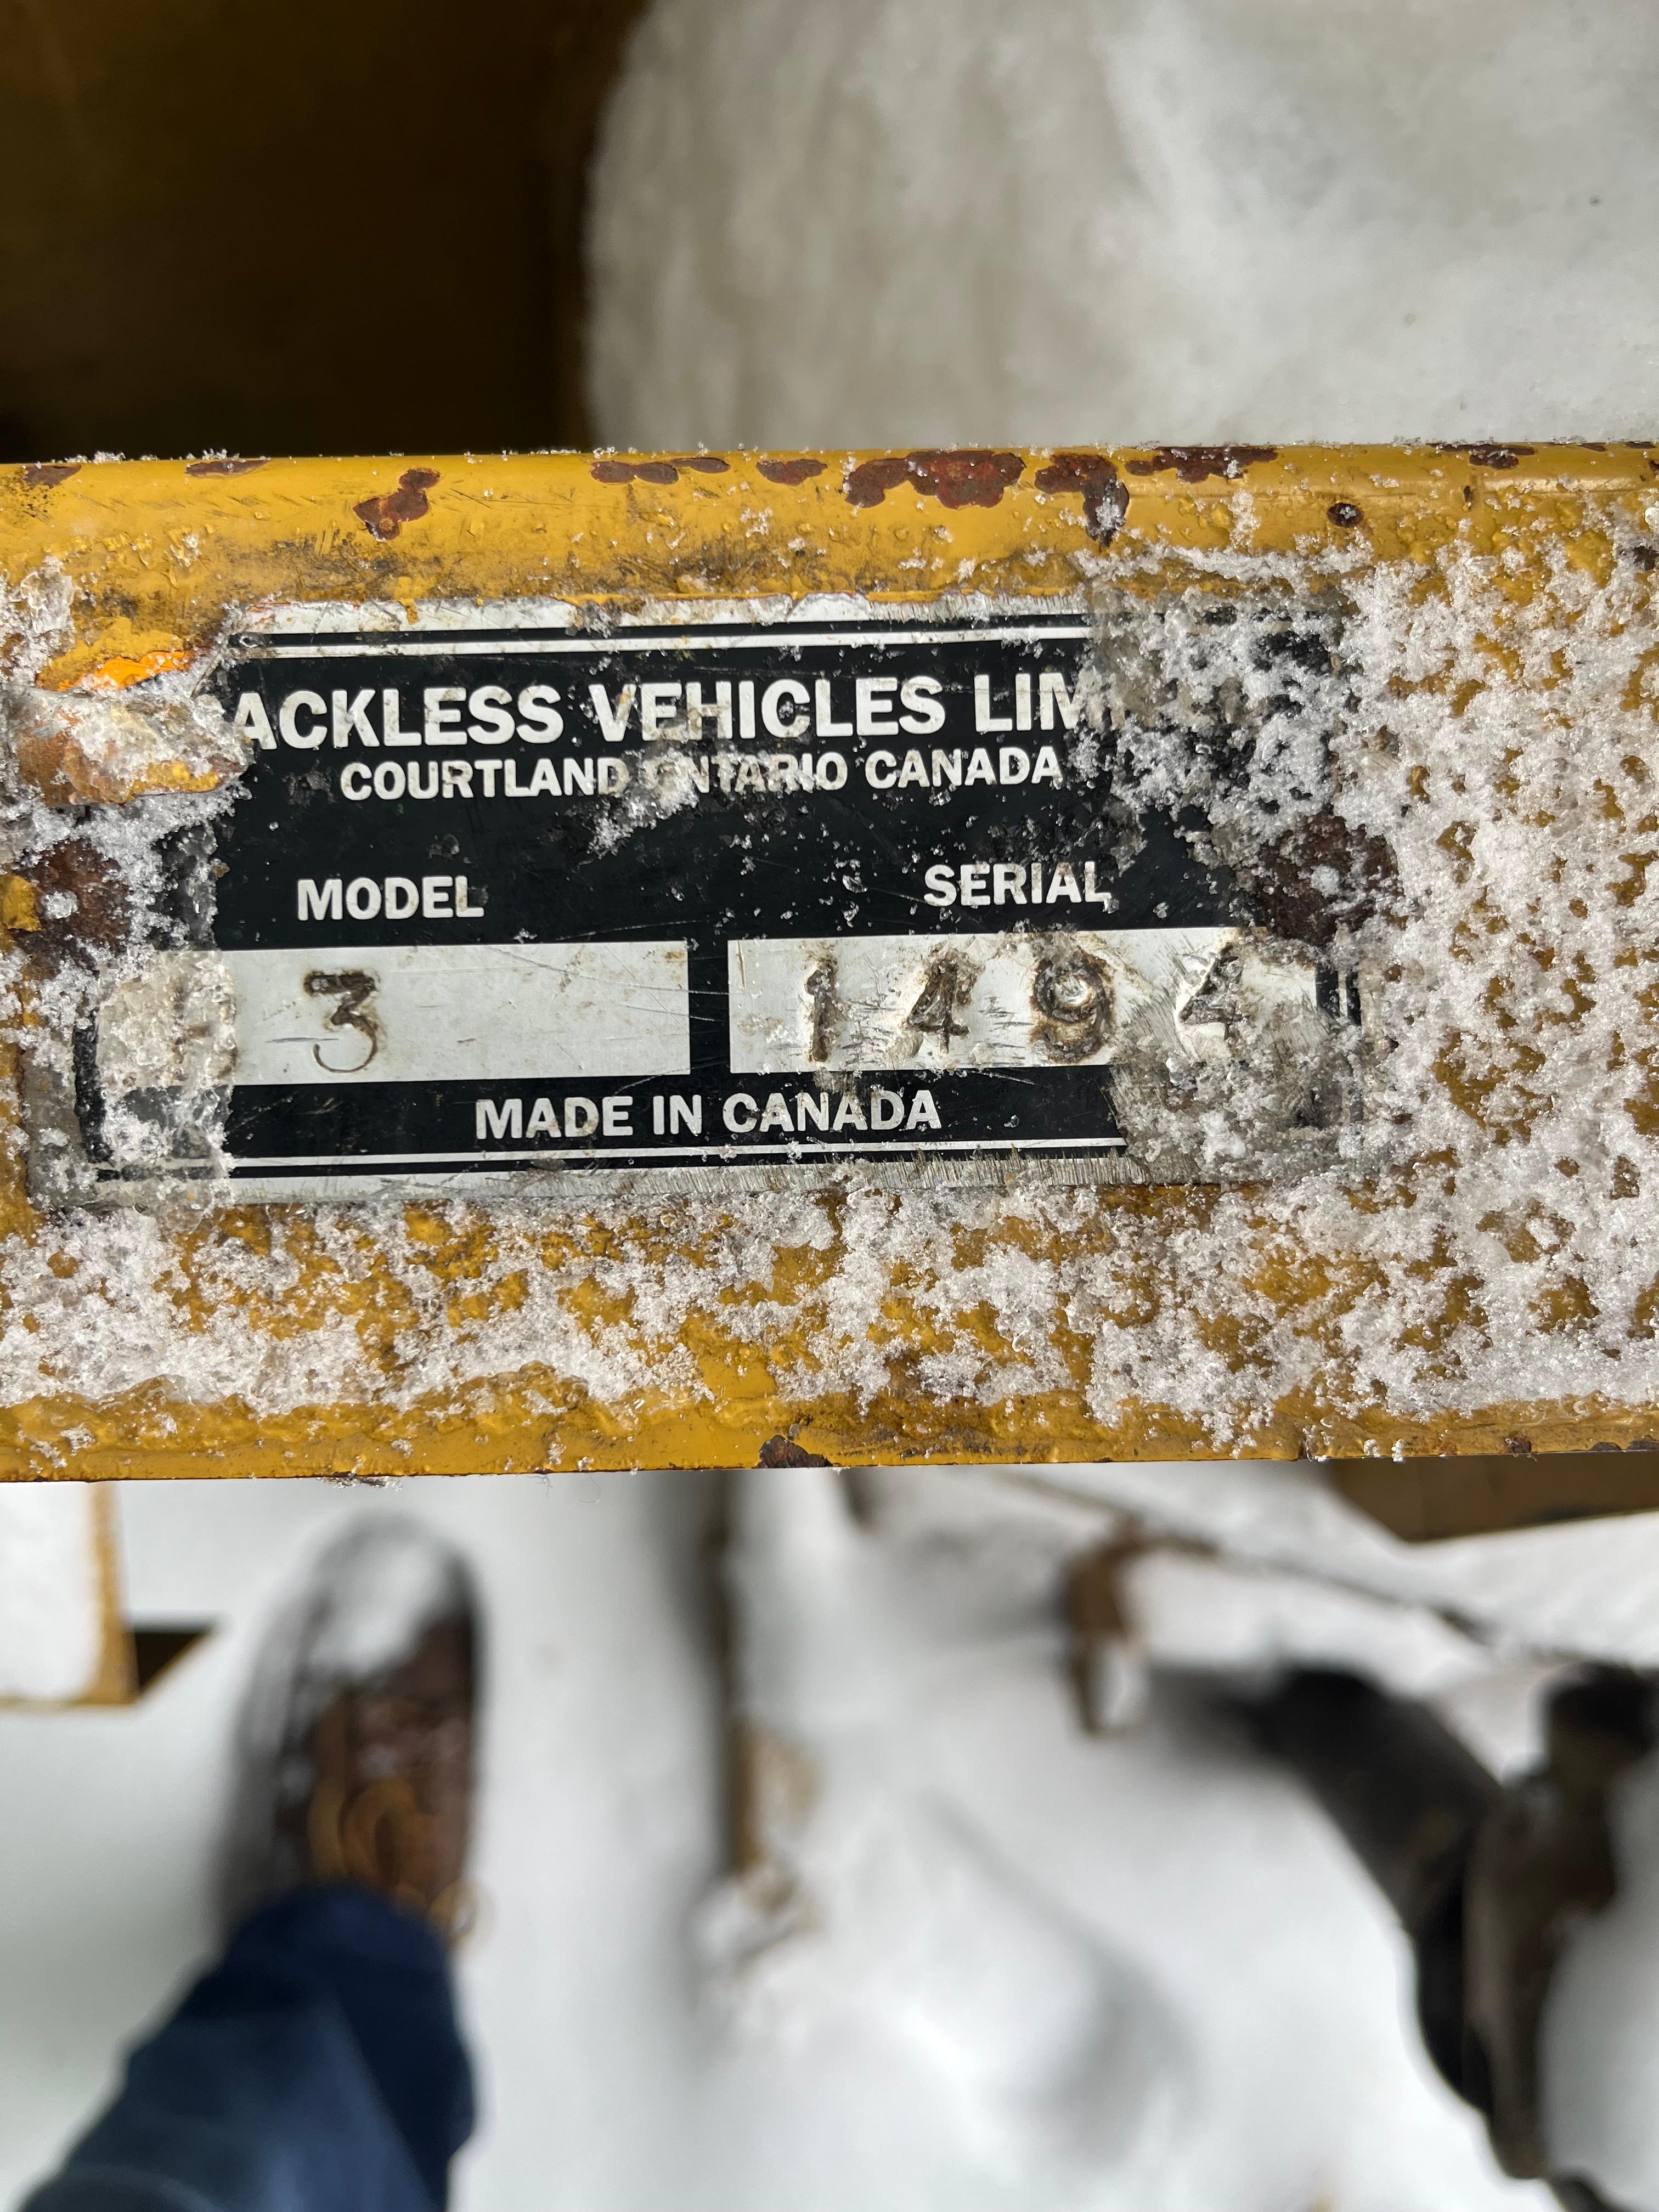 ACKLESS VEHICLES LIM
COURTLAND ONTARIO CANADA
MODEL SERIAL
3 1494
MADE IN CANADA